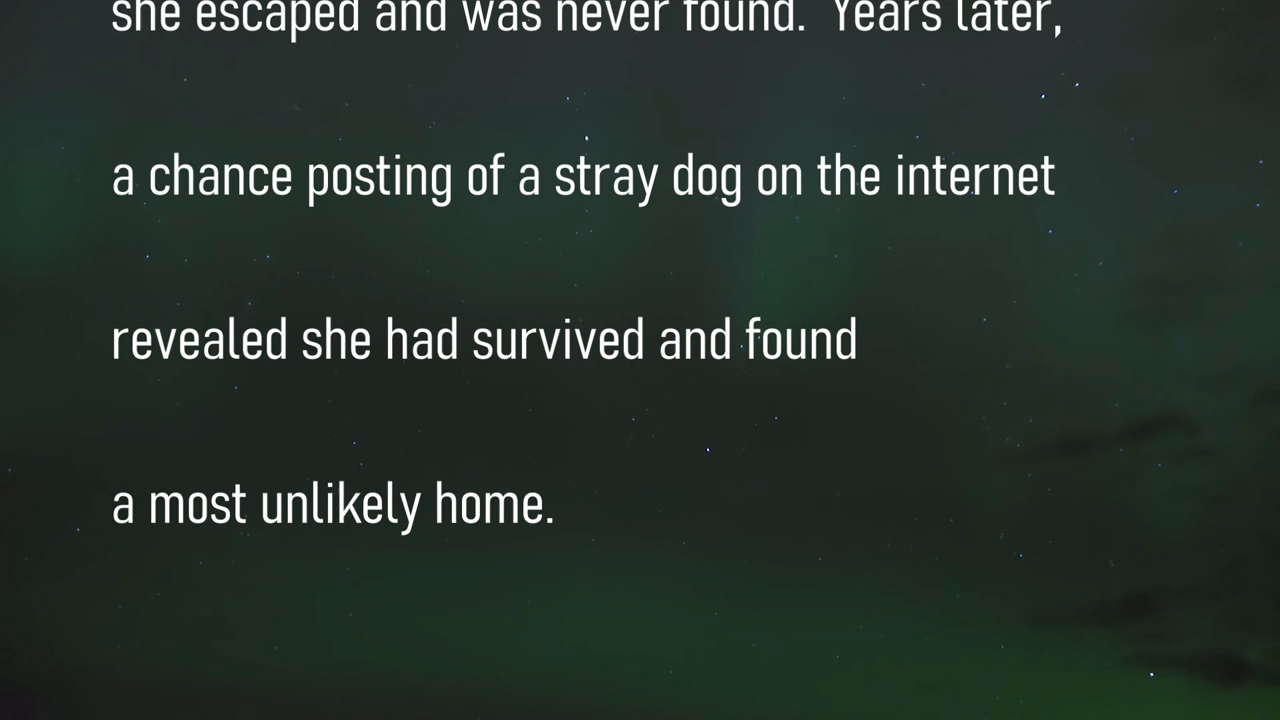 she escaped and was never found.  Years later,
a chance posting of a stray dog on the internet
revealed she had survived and found
a most unlikely home.